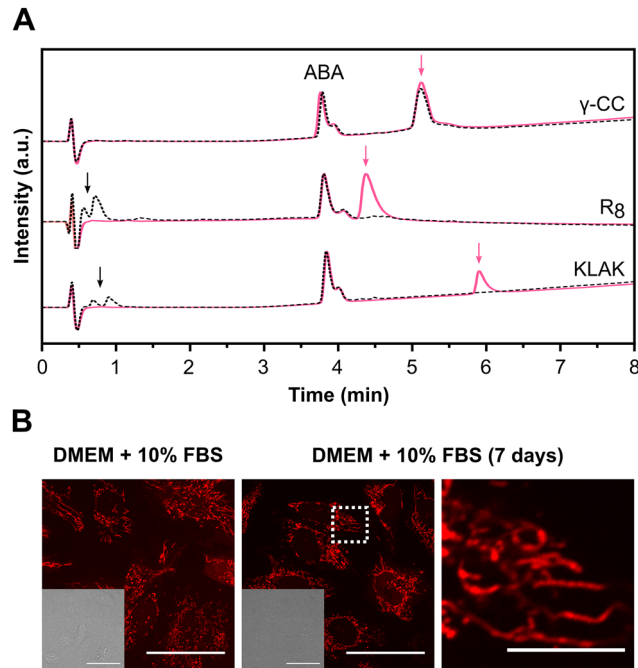 A
ABA
γ-CC
R8
KLAK
Intensity (a.u.)
0 1 2 3 4 5 6 7 8
Time (min)
B
DMEM + 10% FBS
DMEM + 10% FBS (7 days)